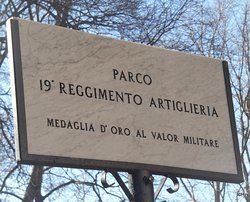 PARCO
19° REGGIMENTO ARTIGLIERIA
MEDAGLIA D'ORO AL VALOR MILITARE